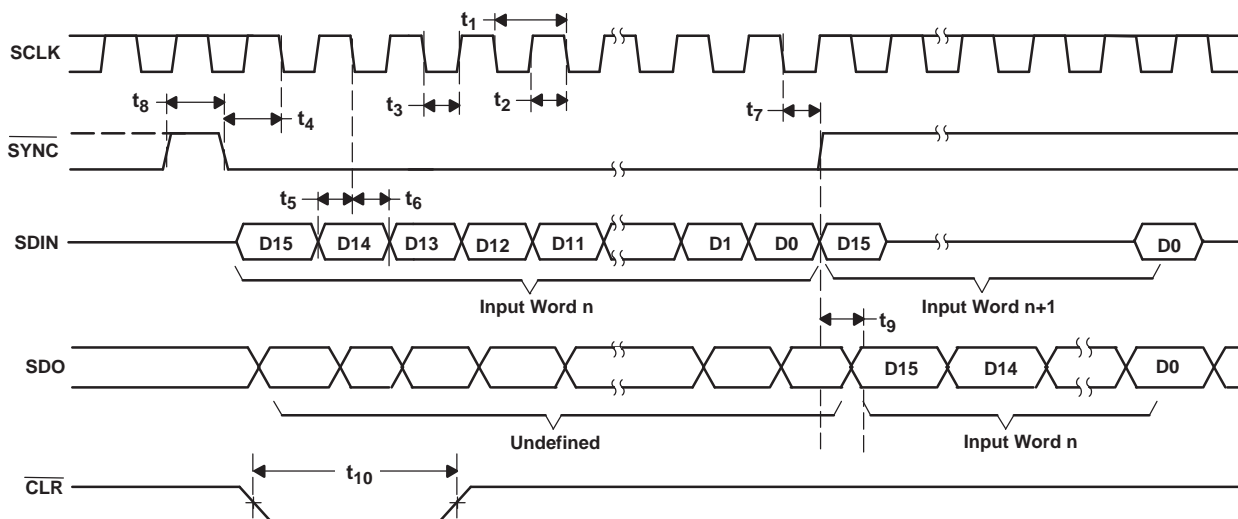 t1
SCLK
t8
t4
t3
t2
t7
SYNC
t5
t6
SDIN
D15
D14
D13
D12
D11
D1
D0
D15
D0
Input Word n
Input Word n+1
t9
SDO
D15
D14
D0
Undefined
Input Word n
t10
CLR